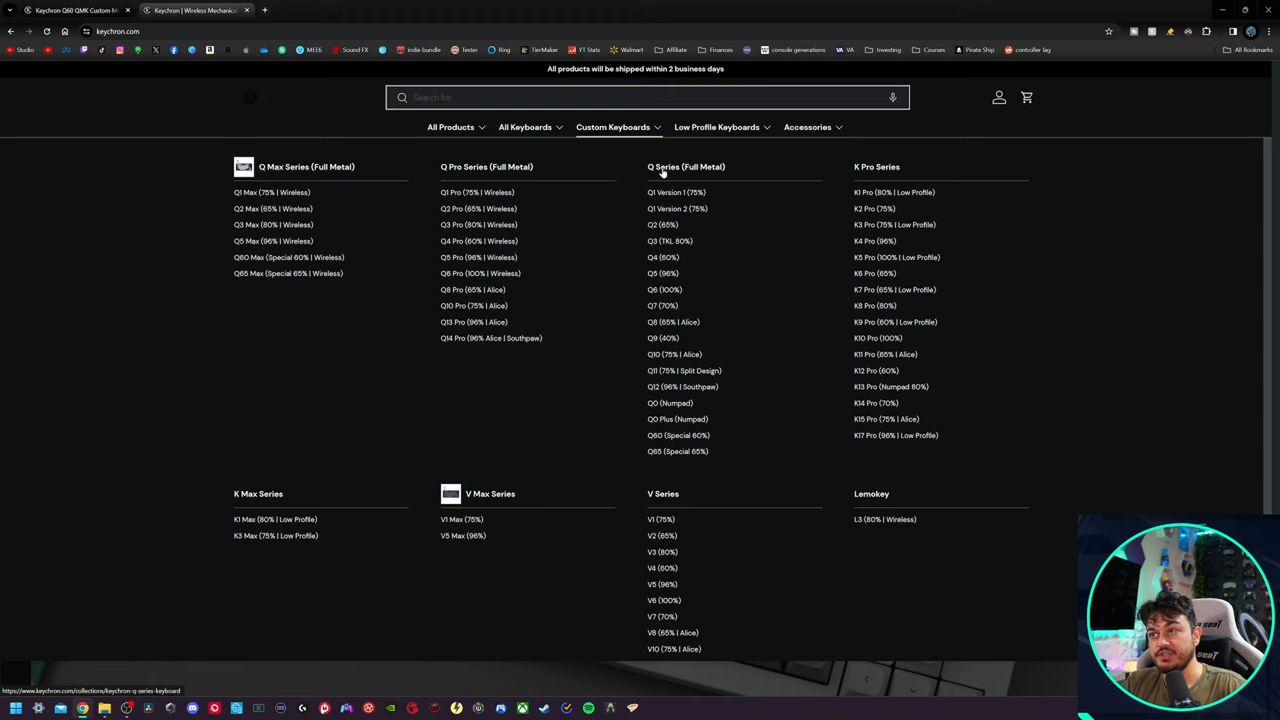 Keychron Q60 QMK Custom M
Keychron | Wireless Mechanical
keychron.com
Studio
MEE6
Sound FX
indie bundle
Tester
Ring
TierMaker
YT Stats
Walmart
Affiliate
Finances
console generations
VA
Investing
Courses
Pirate Ship
controller lag
All Bookmarks
All products will be shipped within 2 business days
Search for
All Products
All Keyboards
Custom Keyboards
Low Profile Keyboards
Accessories
Q Max Series (Full Metal)
Q1 Max (75% | Wireless)
Q2 Max (65% | Wireless)
Q3 Max (80% | Wireless)
Q5 Max (96% | Wireless)
Q60 Max (Special 60% | Wireless)
Q65 Max (Special 65% | Wireless)
Q Pro Series (Full Metal)
Q1 Pro (75% | Wireless)
Q2 Pro (65% | Wireless)
Q3 Pro (80% | Wireless)
Q4 Pro (60% | Wireless)
Q5 Pro (96% | Wireless)
Q6 Pro (100% | Wireless)
Q8 Pro (65% | Alice)
Q10 Pro (75% | Alice)
Q13 Pro (96% | Alice)
Q14 Pro (96% Alice | Southpaw)
Q Series (Full Metal)
Q1 Version 1 (75%)
Q1 Version 2 (75%)
Q2 (65%)
Q3 (TKL 80%)
Q4 (60%)
Q5 (96%)
Q6 (100%)
Q7 (70%)
Q8 (65% | Alice)
Q9 (40%)
Q10 (75% | Alice)
Q11 (75% | Split Design)
Q12 (96% | Southpaw)
Q0 (Numpad)
Q0 Plus (Numpad)
Q60 (Special 60%)
Q65 (Special 65%)
K Pro Series
K1 Pro (80% | Low Profile)
K2 Pro (75%)
K3 Pro (75% | Low Profile)
K4 Pro (96%)
K5 Pro (100% | Low Profile)
K6 Pro (65%)
K7 Pro (65% | Low Profile)
K8 Pro (80%)
K9 Pro (60% | Low Profile)
K10 Pro (100%)
K11 Pro (65% | Alice)
K12 Pro (60%)
K13 Pro (Numpad 80%)
K14 Pro (70%)
K15 Pro (75% | Alice)
K17 Pro (96% | Low Profile)
K Max Series
K1 Max (80% | Low Profile)
K3 Max (75% | Low Profile)
V Max Series
V1 Max (75%)
V5 Max (96%)
V Series
V1 (75%)
V2 (65%)
V3 (80%)
V4 (60%)
V5 (96%)
V6 (100%)
V7 (70%)
V8 (65% | Alice)
V10 (75% | Alice)
Lemokey
L3 (80% | Wireless)
https://www.keychron.com/collections/keychron-q-series-keyboard